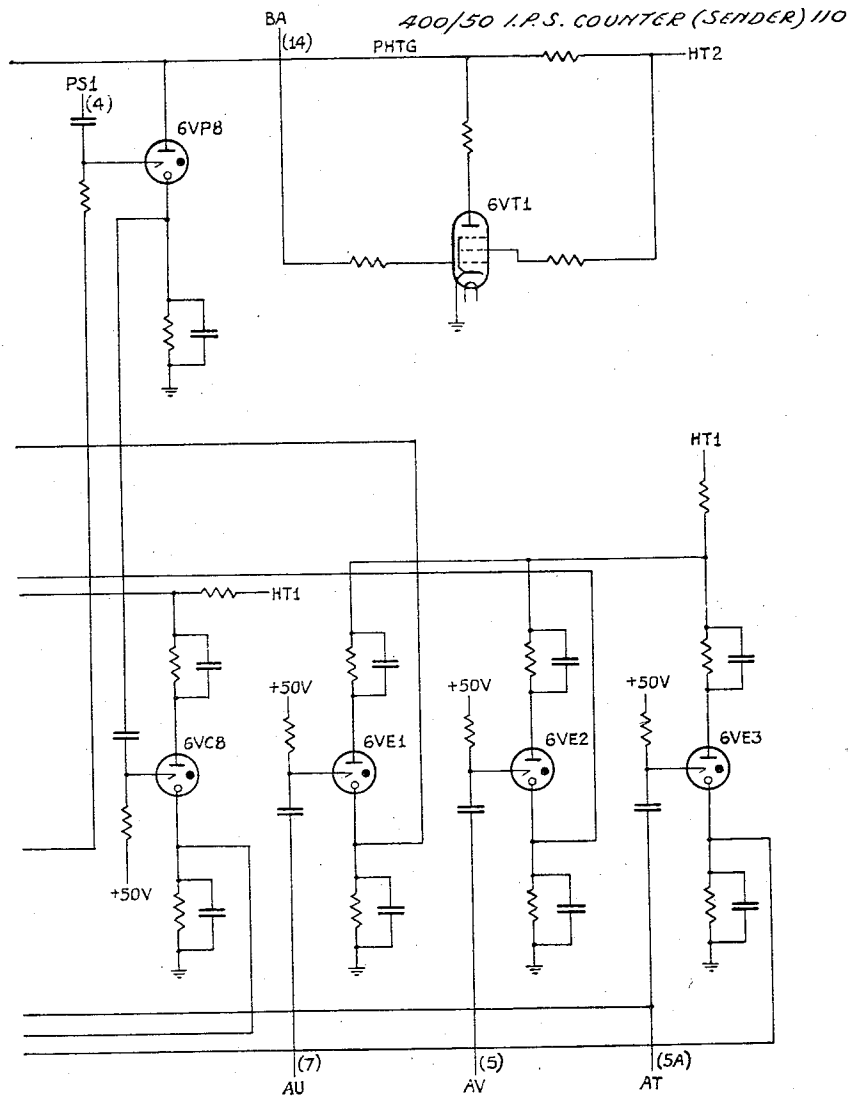 400/50 I.P.S. COUNTER (SENDER) 110
BA
(14)
PHTG
HT2
PS1
(4)
6VP8
6VT1
HT1
HT1
+50V
+50V
+50V
6VC8
6VE1
6VE2
6VE3
+50V
(7)
(5)
(5A)
AU
AV
AT